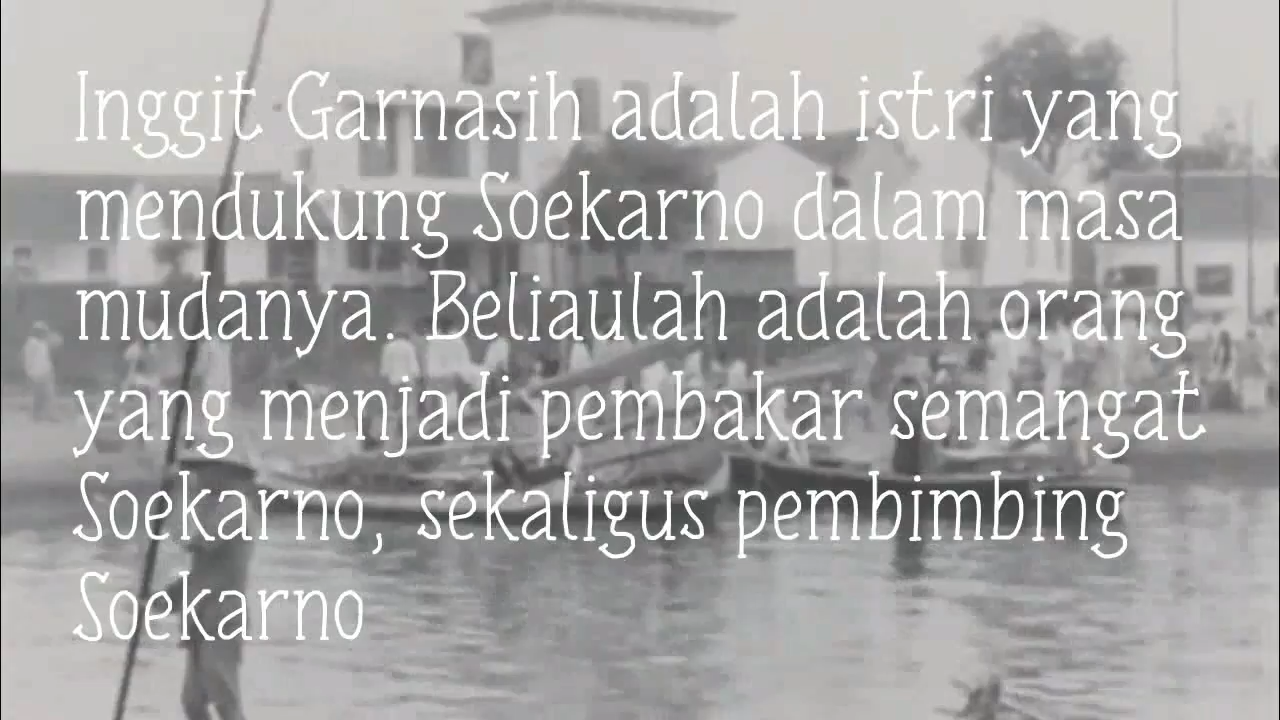 Inggit Garnasih adalah istri yang
mendukung Soekarno dalam masa
mudanya. Beliaulah adalah orang
yang menjadi pembakar semangat
Soekarno, sekaligus pembimbing
Soekarno